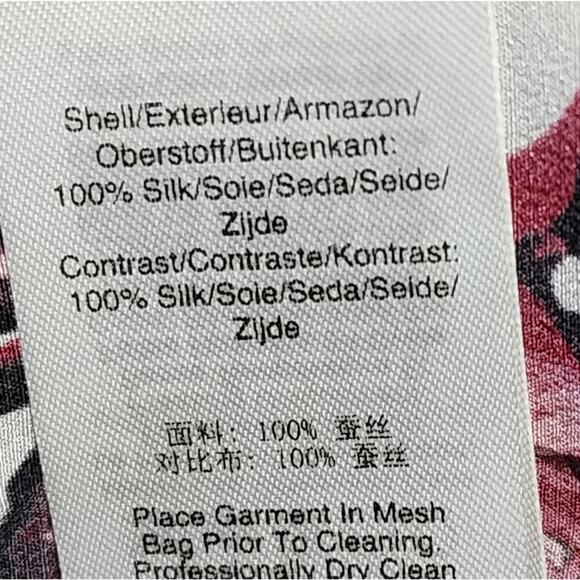 Shell/Exterieur/Armazon/
Oberstoff/Buitenkant:
100% Silk/Soie/Seda/Seide/
Zijde
Contrast/Contraste/Kontrast:
100% Silk/Soie/Seda/Seide/
Zijde
面料: 100% 蚕丝
对比布: 100% 蚕丝
Place Garment In Mesh
Bag Prior To Cleaning.
Professionally Dry Clean